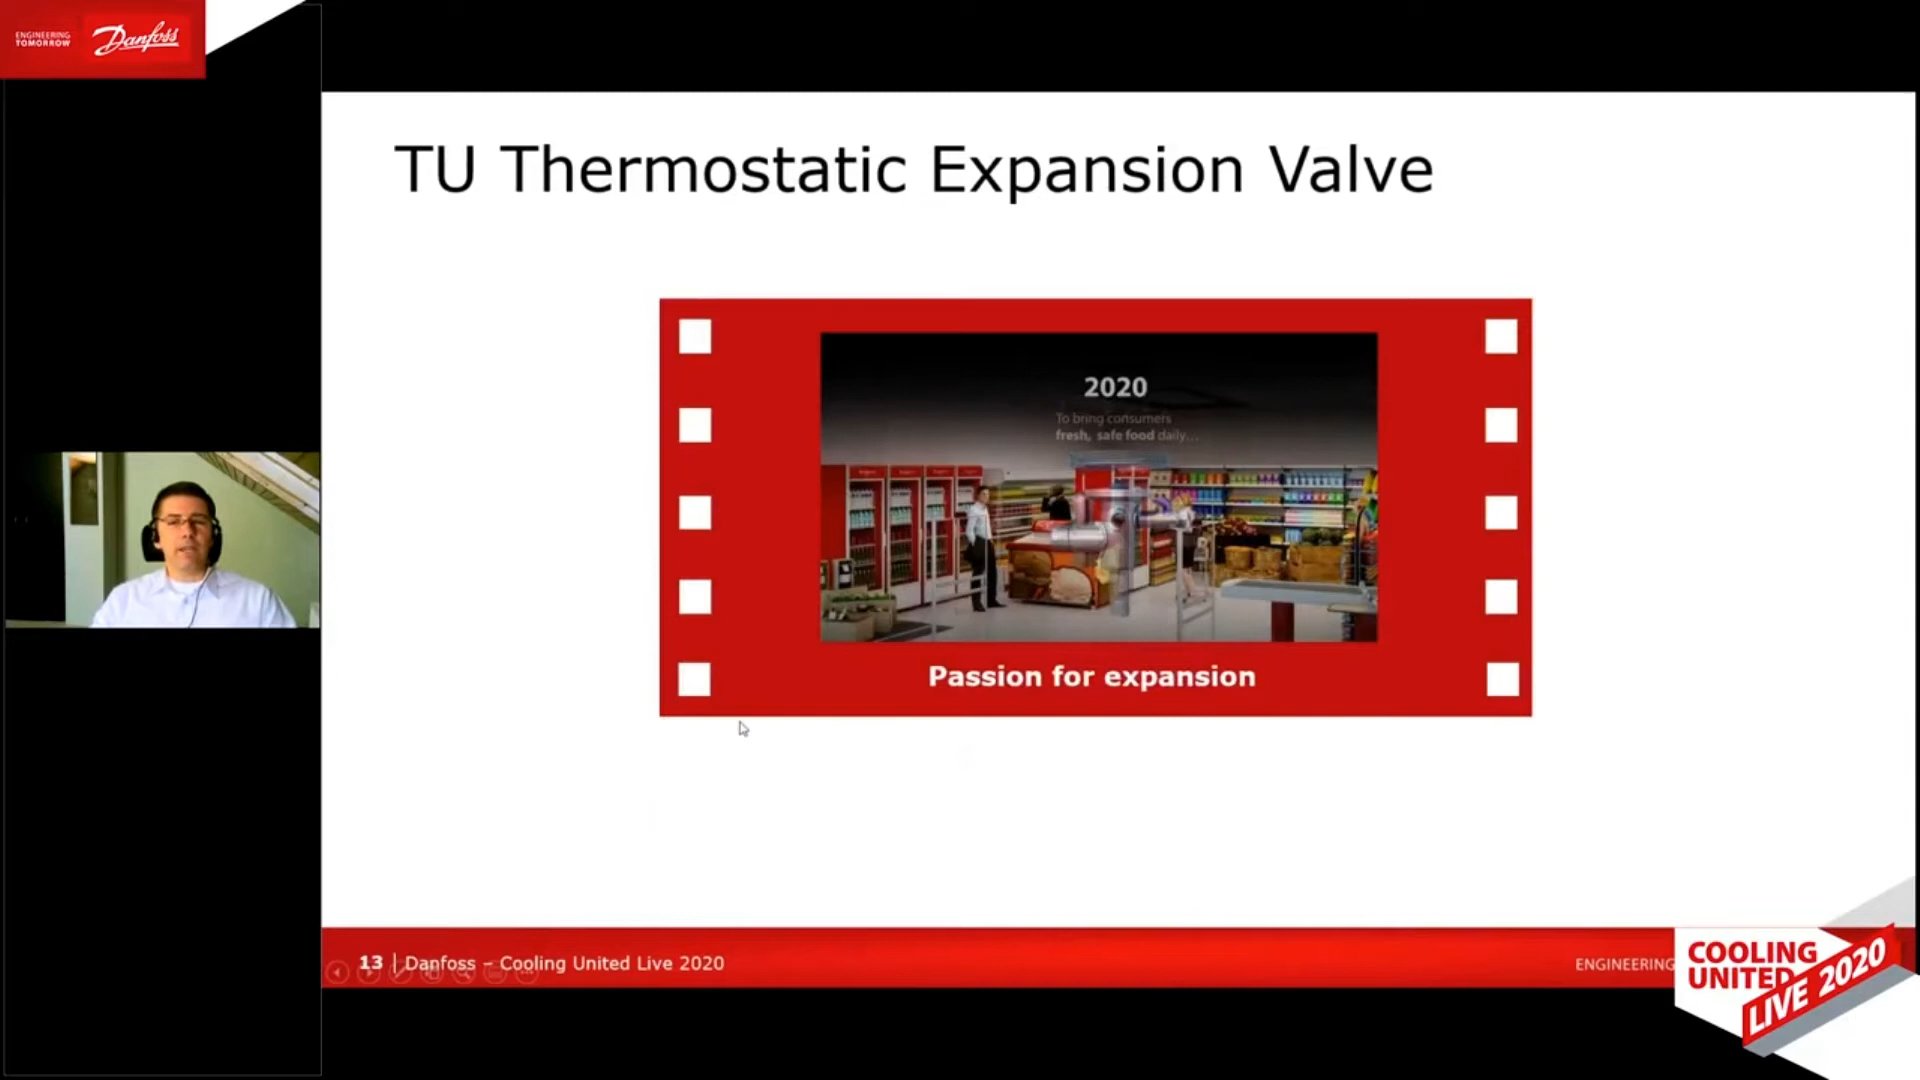 ENGINEERING
TOMORROW
Danfoss
TU Thermostatic Expansion Valve
2020
To bring consumers
fresh, safe food daily...
Passion for expansion
13 | Danfoss – Cooling United Live 2020
ENGINEERING
COOLING
UNITED
LIVE 2020